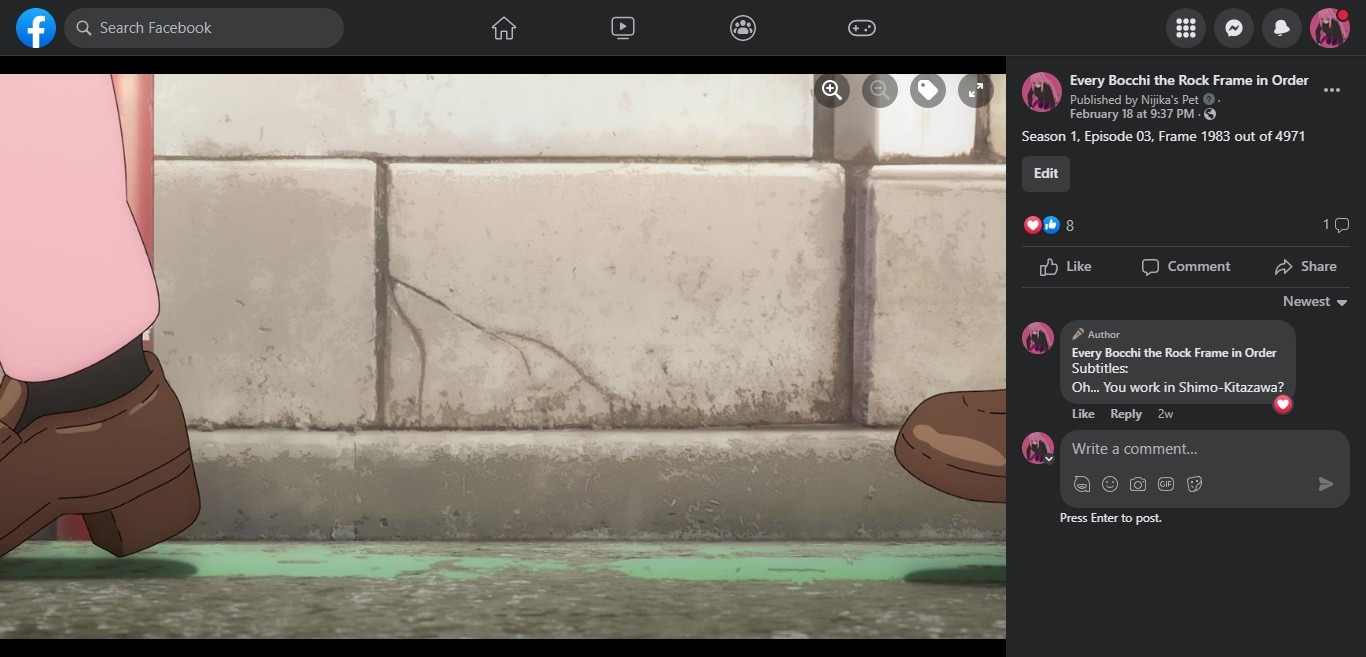 Search Facebook
Every Bocchi the Rock Frame in Order
Published by Nijika's Pet ·
February 18 at 9:37 PM ·
Season 1, Episode 03, Frame 1983 out of 4971
Edit
8
1
Like
Comment
Share
Newest
Author
Every Bocchi the Rock Frame in Order
Subtitles:
Oh... You work in Shimo-Kitazawa?
Like Reply 2w
Write a comment...
GIF
Press Enter to post.